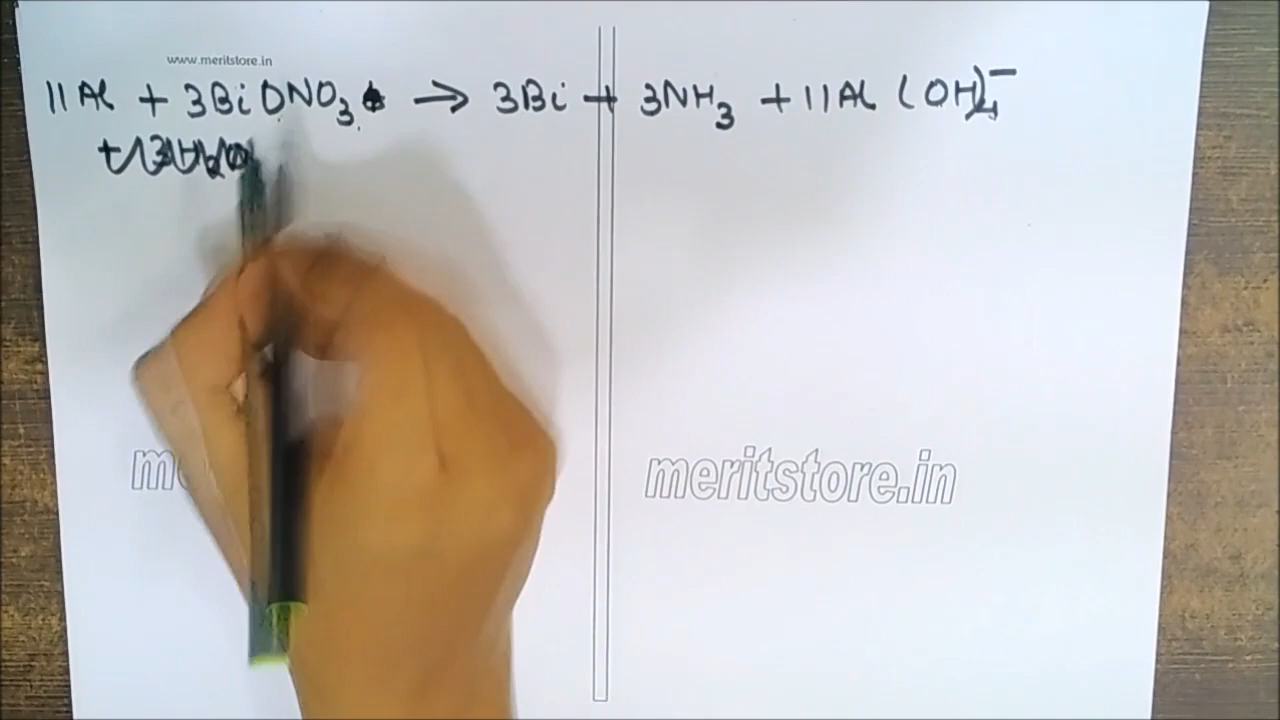 www.meritstore.in
11Al + 3BiONO3 → 3Bi + 3NH3 + 11Al(OH)4⁻
meritstore.in